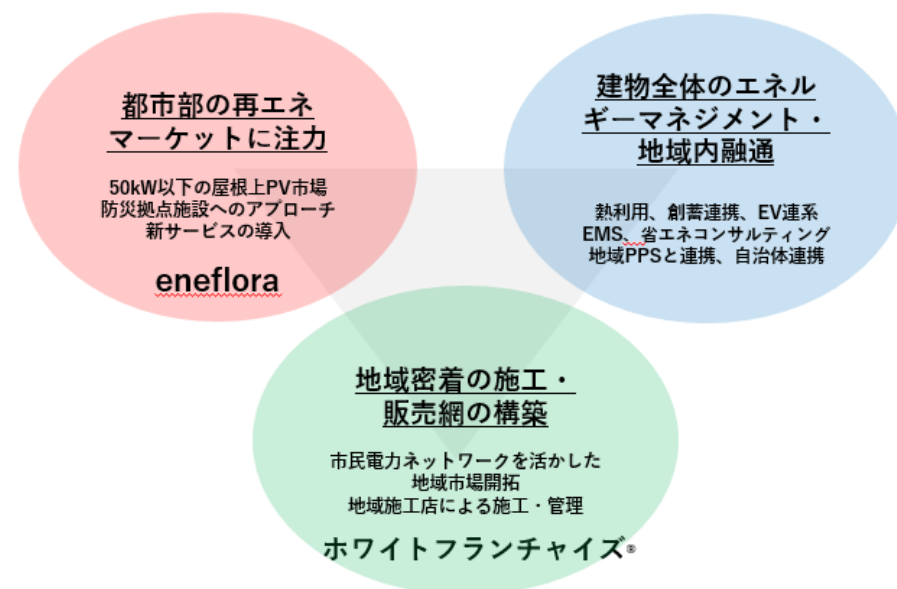 都市部の再エネ
マーケットに注力
50kW以下の屋根上PV市場
防災拠点施設へのアプローチ
新サービスの導入
eneflora
建物全体のエネル
ギーマネジメント・
地域内融通
熱利用、創蓄連携、EV連系
EMS、省エネコンサルティング
地域PPSと連携、自治体連携
地域密着の施工・
販売網の構築
市民電力ネットワークを活かした
地域市場開拓
地域施工店による施工・管理
ホワイトフランチャイズ®